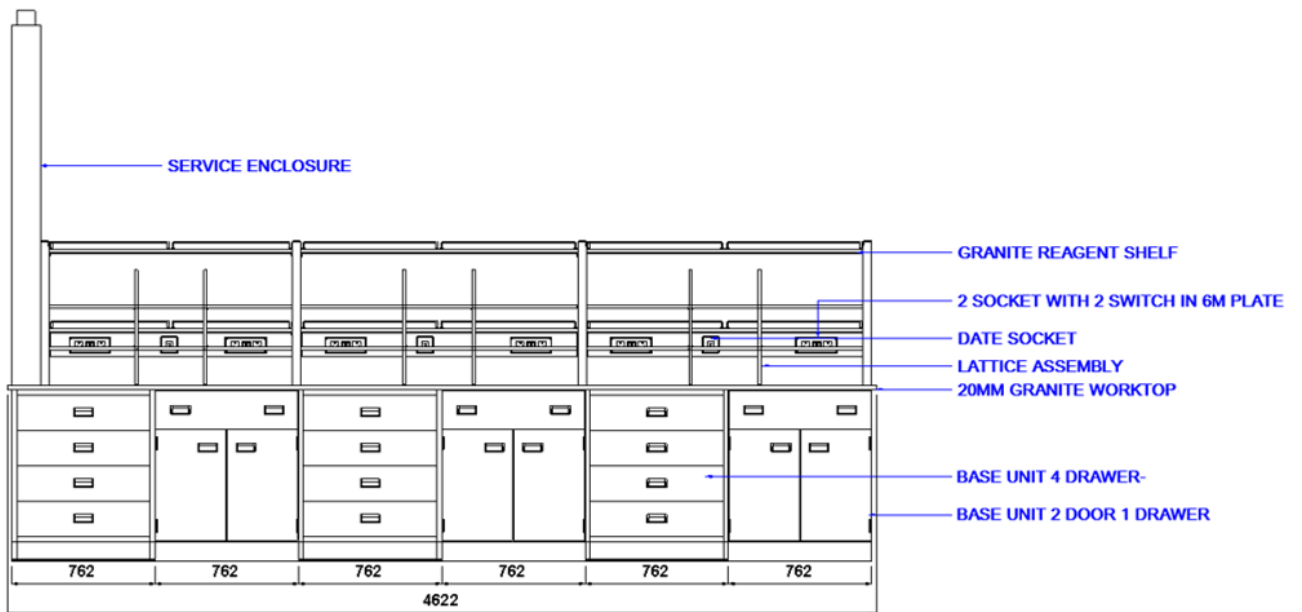 SERVICE ENCLOSURE
GRANITE REAGENT SHELF
2 SOCKET WITH 2 SWITCH IN 6M PLATE
DATE SOCKET
LATTICE ASSEMBLY
20MM GRANITE WORKTOP
BASE UNIT 4 DRAWER-
BASE UNIT 2 DOOR 1 DRAWER
762 762 762 762 762 762
4622